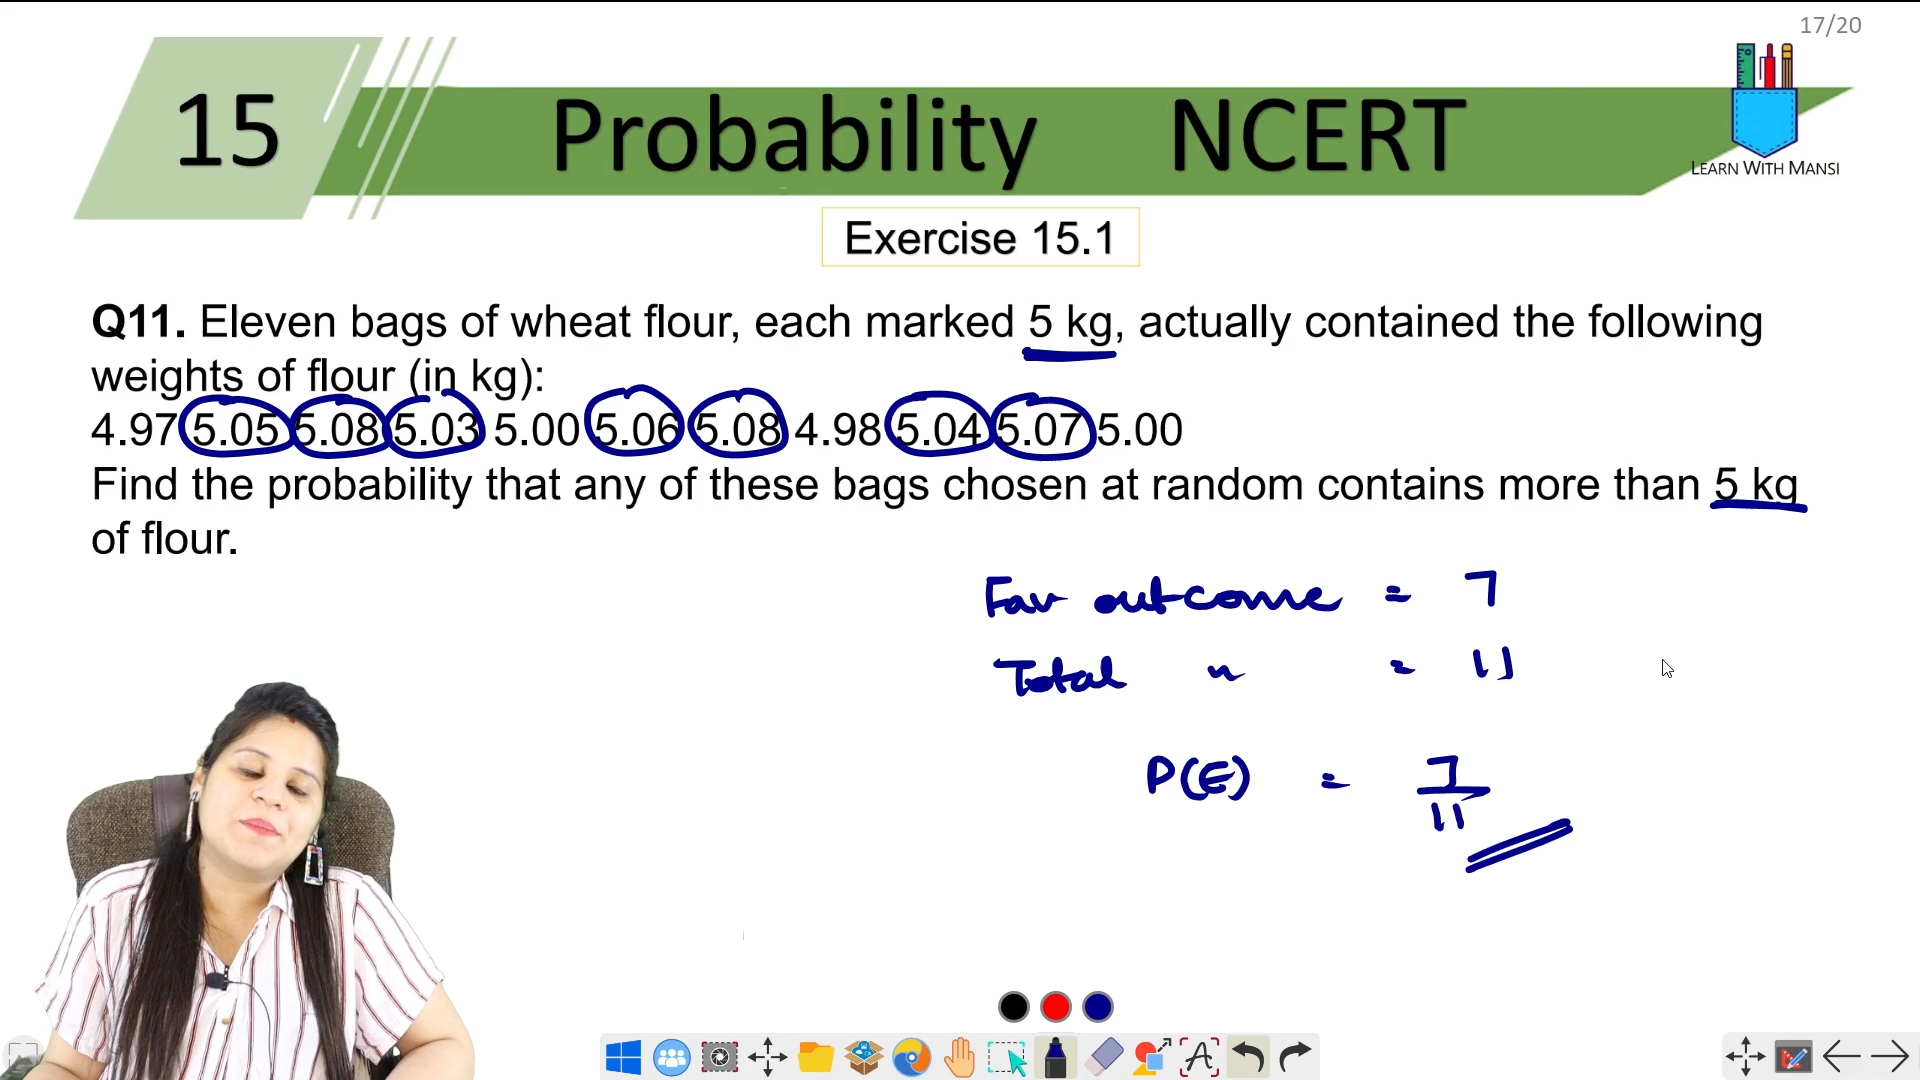 17/20
15 Probability NCERT
LEARN WITH MANSI
Exercise 15.1
Q11. Eleven bags of wheat flour, each marked 5 kg, actually contained the following
weights of flour (in kg):
4.97 5.05 5.08 5.03 5.00 5.06 5.08 4.98 5.04 5.07 5.00
Find the probability that any of these bags chosen at random contains more than 5 kg
of flour.
Fav outcome = 7
Total " = 11
P(E) = 7/11